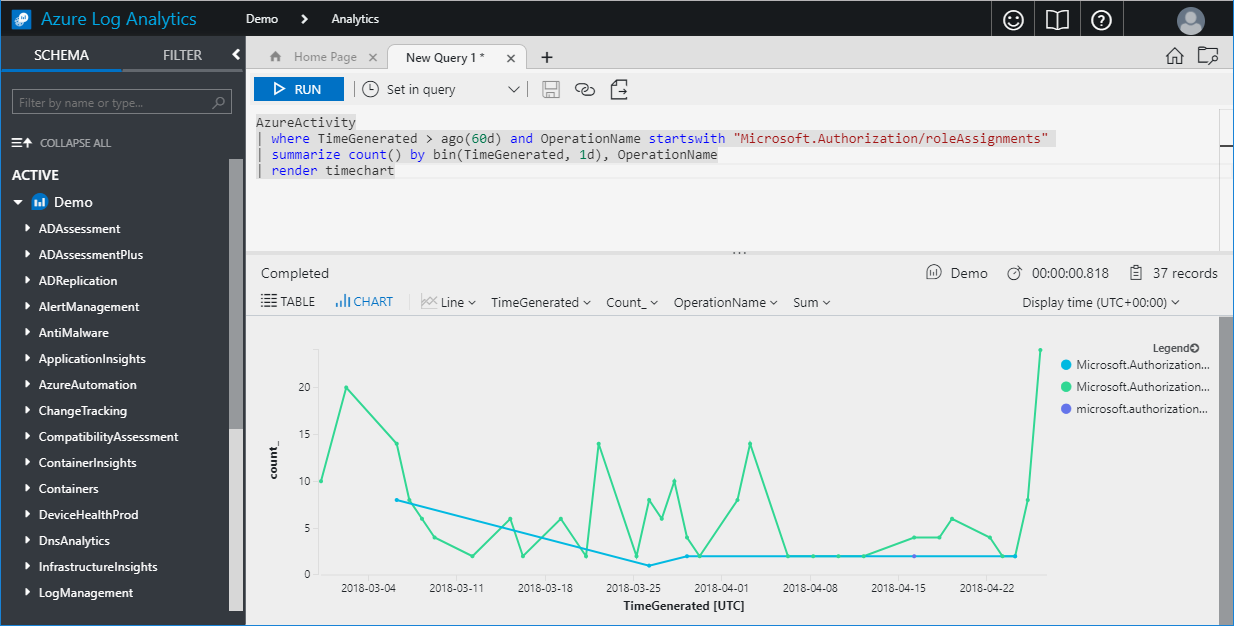 Azure Log Analytics
Demo
Analytics
SCHEMA
FILTER
Filter by name or type...
COLLAPSE ALL
ACTIVE
Demo
ADAssessment
ADAssessmentPlus
ADReplication
AlertManagement
AntiMalware
ApplicationInsights
AzureAutomation
ChangeTracking
CompatibilityAssessment
ContainerInsights
Containers
DeviceHealthProd
DnsAnalytics
InfrastructureInsights
LogManagement
Home Page
New Query 1 *
RUN
Set in query
AzureActivity
| where TimeGenerated > ago(60d) and OperationName startswith "Microsoft.Authorization/roleAssignments"
| summarize count() by bin(TimeGenerated, 1d), OperationName
| render timechart
Completed
Demo
00:00:00.818
37 records
TABLE
CHART
Line
TimeGenerated
Count_
OperationName
Sum
Display time (UTC+00:00)
Legend
Microsoft.Authorization...
Microsoft.Authorization...
microsoft.authorization...
count_
20
15
10
5
0
2018-03-04
2018-03-11
2018-03-18
2018-03-25
2018-04-01
2018-04-08
2018-04-15
2018-04-22
TimeGenerated [UTC]